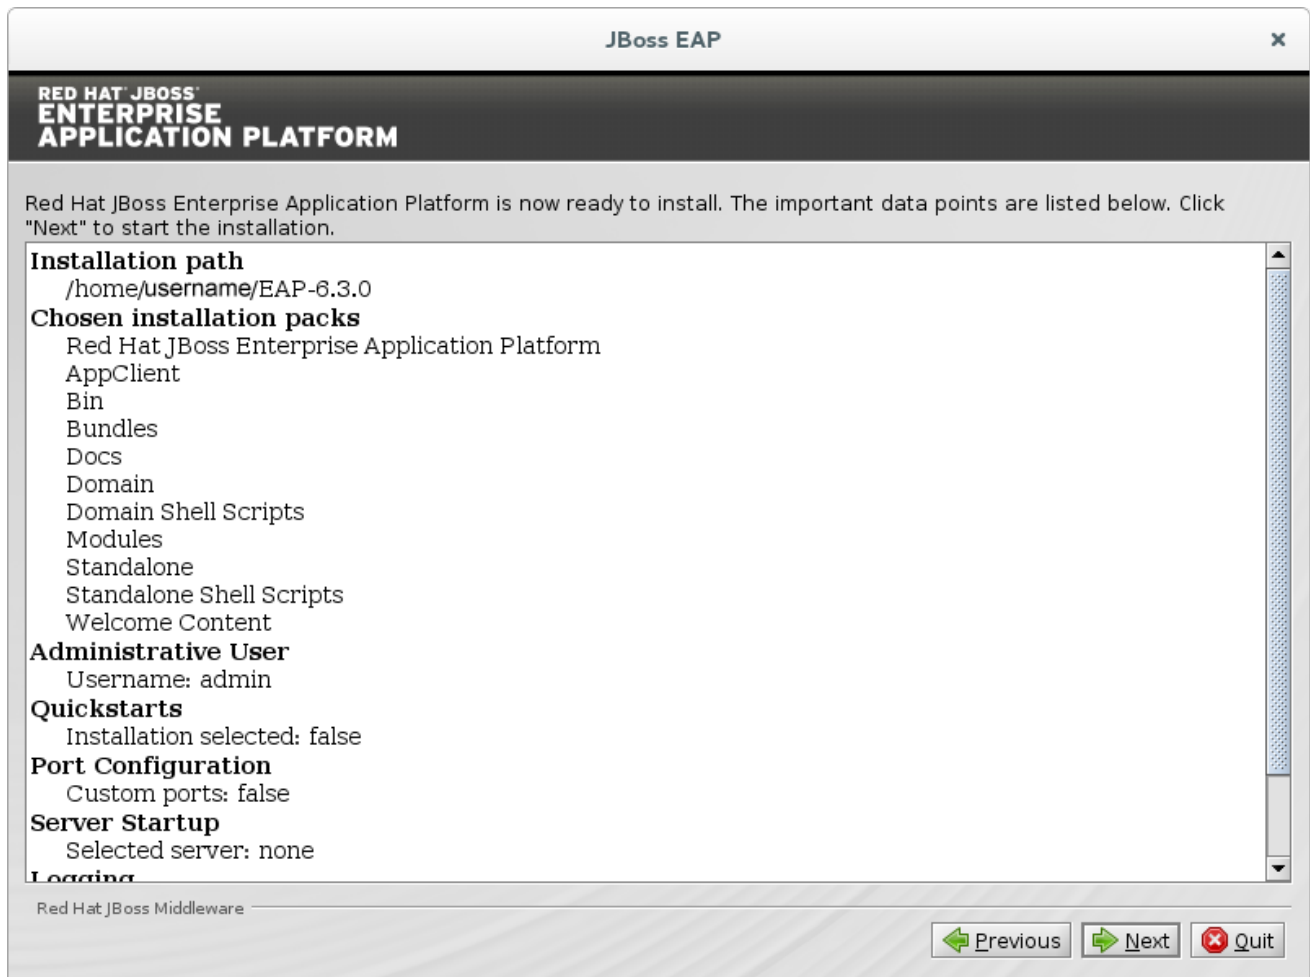 JBoss EAP
RED HAT JBOSS
ENTERPRISE
APPLICATION PLATFORM
Red Hat JBoss Enterprise Application Platform is now ready to install. The important data points are listed below. Click
"Next" to start the installation.
Installation path
/home/username/EAP-6.3.0
Chosen installation packs
Red Hat JBoss Enterprise Application Platform
AppClient
Bin
Bundles
Docs
Domain
Domain Shell Scripts
Modules
Standalone
Standalone Shell Scripts
Welcome Content
Administrative User
Username: admin
Quickstarts
Installation selected: false
Port Configuration
Custom ports: false
Server Startup
Selected server: none
Logging
Red Hat JBoss Middleware
Previous Next Quit